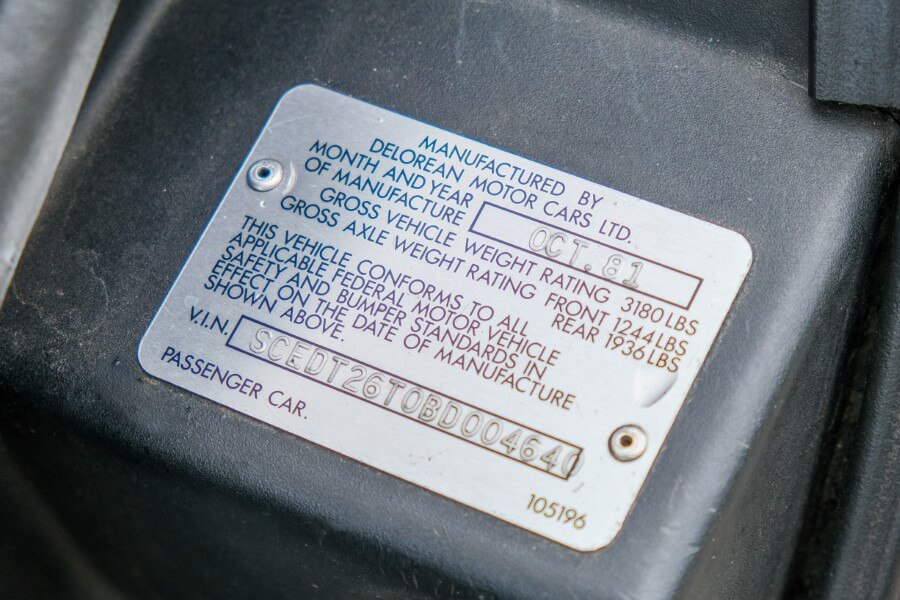 MANUFACTURED BY
DELOREAN MOTOR CARS LTD.
MONTH AND YEAR
OF MANUFACTURE OCT.81
GROSS VEHICLE WEIGHT RATING 3180 LBS
GROSS AXLE WEIGHT RATING FRONT 1244 LBS
REAR 1936 LBS
THIS VEHICLE CONFORMS TO ALL
APPLICABLE FEDERAL MOTOR VEHICLE
SAFETY AND BUMPER STANDARDS IN
EFFECT ON THE DATE OF MANUFACTURE
SHOWN ABOVE.
V.I.N. SCEDT26T0BD004640
PASSENGER CAR.
105196